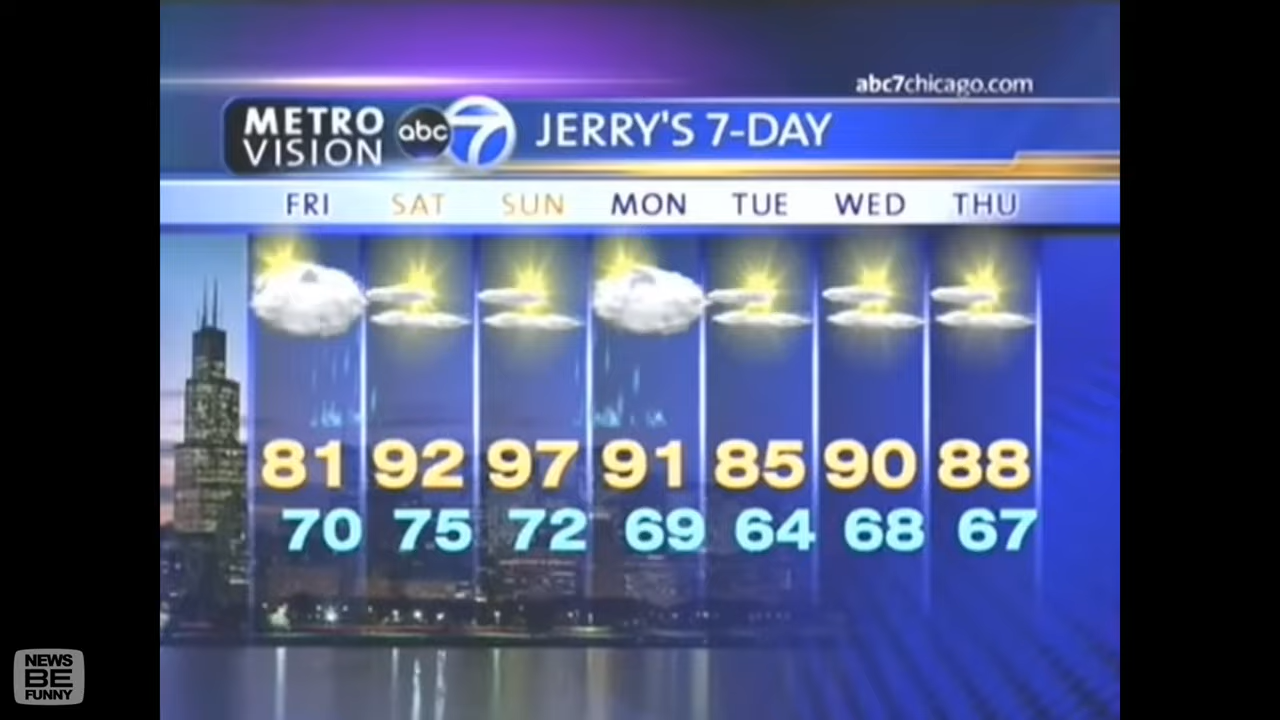 abc7chicago.com
METRO
VISION
abc 7
JERRY'S 7-DAY
FRI SAT SUN MON TUE WED THU
81 92 97 91 85 90 88
70 75 72 69 64 68 67
NEWS
BE
FUNNY